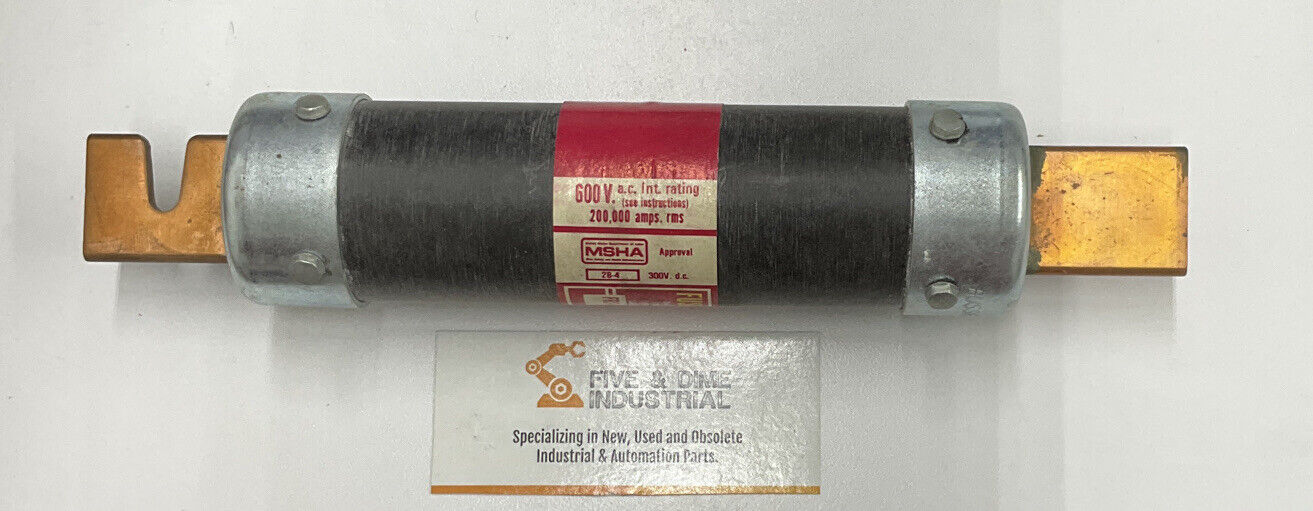 600V. a.c. Int. rating
(see instructions)
200,000 amps. rms
MSHA Approval
28-4 300V. d.c.
FIVE & DIME
INDUSTRIAL
Specializing in New, Used and Obsolete
Industrial & Automation Parts.